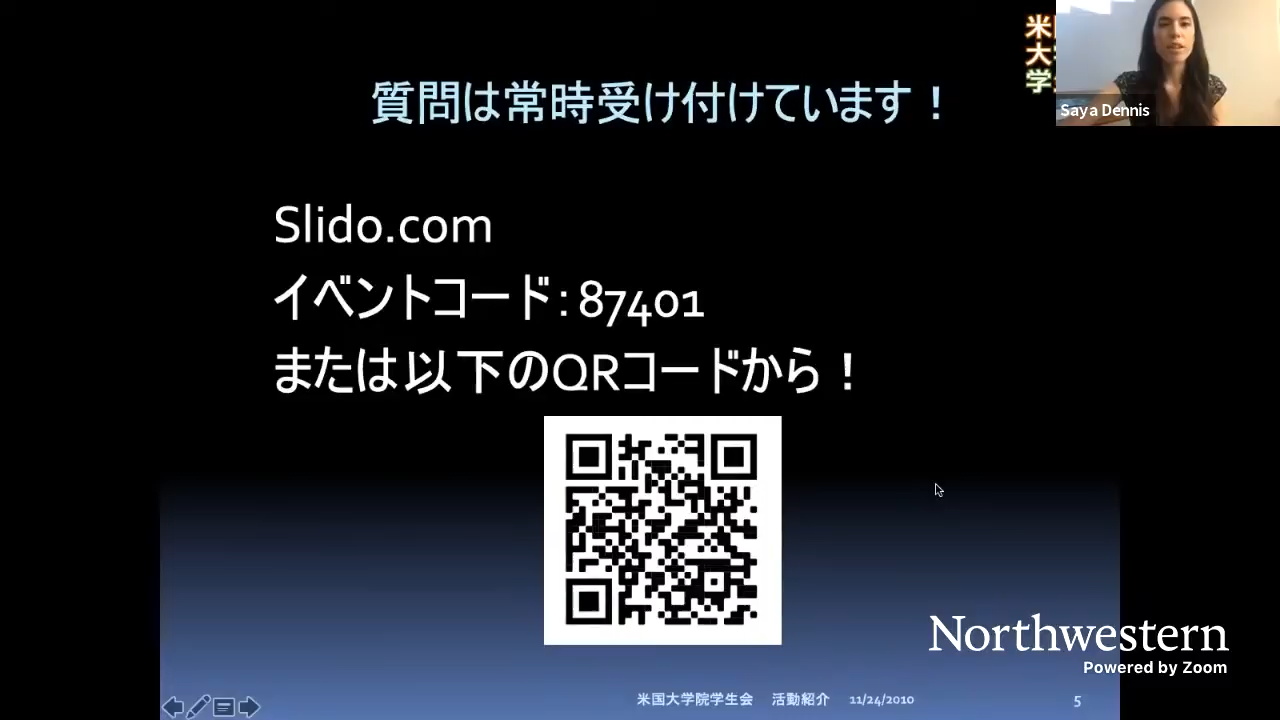 質問は常時受け付けています！
米
大
学
Saya Dennis
Slido.com
イベントコード：87401
または以下のQRコードから！
Northwestern
Powered by Zoom
米国大学院学生会 活動紹介 11/24/2010 5